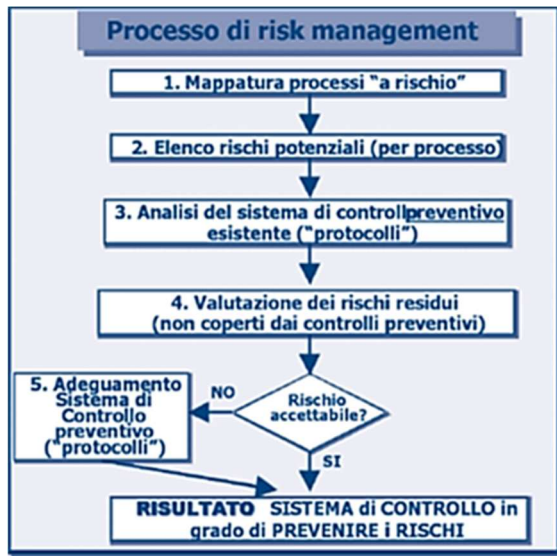 Processo di risk management
1. Mappatura processi “a rischio”
2. Elenco rischi potenziali (per processo)
3. Analisi del sistema di controllo preventivo
esistente (“protocolli”)
4. Valutazione dei rischi residui
(non coperti dai controlli preventivi)
Rischio
accettabile?
NO
5. Adeguamento
Sistema di
Controllo
preventivo
(“protocolli”)
SI
RISULTATO SISTEMA di CONTROLLO in
grado di PREVENIRE i RISCHI